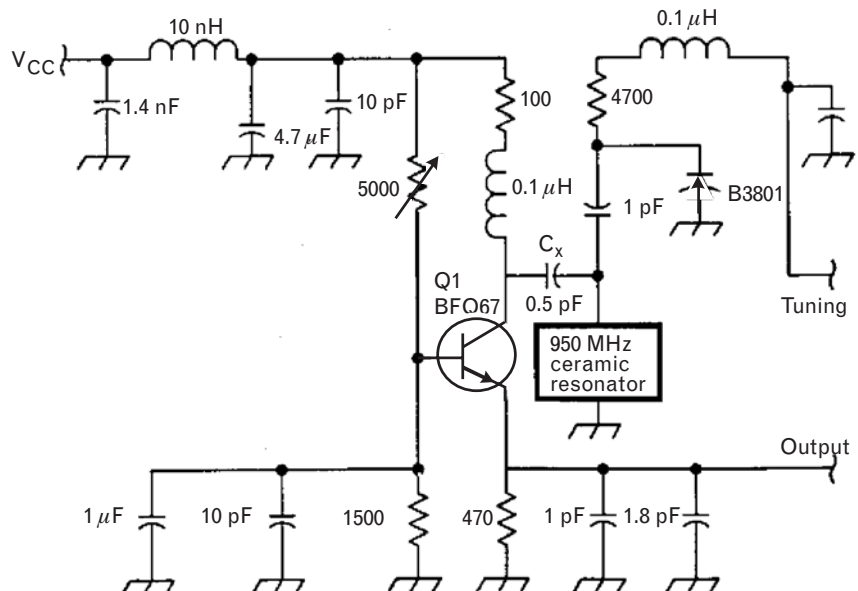 10 nH
0.1 μH
VCC
1.4 nF
10 pF
100
4700
4.7 μF
5000
0.1 μH
1 pF
B3801
Cx
Q1
BFQ67
0.5 pF
Tuning
950 MHz
ceramic
resonator
Output
1 μF
10 pF
1500
470
1 pF
1.8 pF